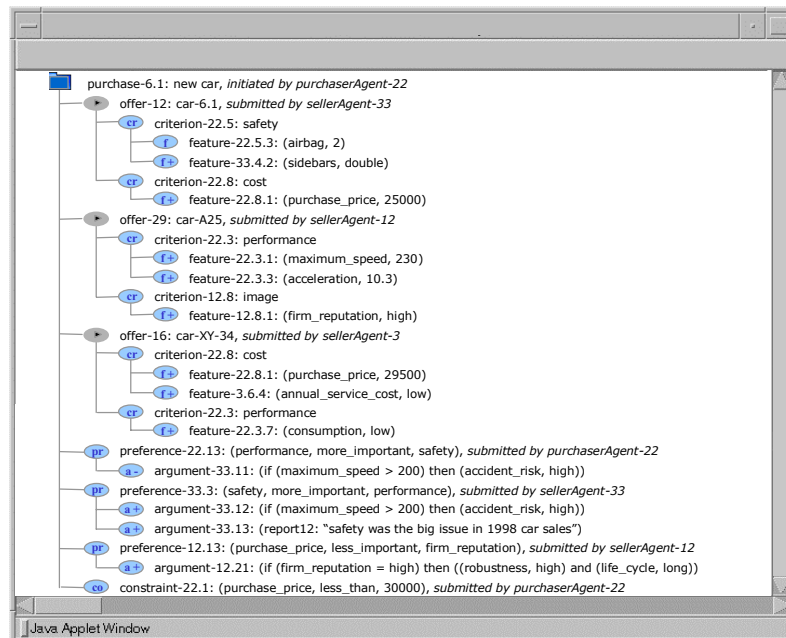 purchase-6.1: new car, initiated by purchaserAgent-22
offer-12: car-6.1, submitted by sellerAgent-33
cr criterion-22.5: safety
f feature-22.5.3: (airbag, 2)
f+ feature-33.4.2: (sidebars, double)
cr criterion-22.8: cost
f+ feature-22.8.1: (purchase_price, 25000)
offer-29: car-A25, submitted by sellerAgent-12
cr criterion-22.3: performance
f+ feature-22.3.1: (maximum_speed, 230)
f+ feature-22.3.3: (acceleration, 10.3)
cr criterion-12.8: image
f+ feature-12.8.1: (firm_reputation, high)
offer-16: car-XY-34, submitted by sellerAgent-3
cr criterion-22.8: cost
f+ feature-22.8.1: (purchase_price, 29500)
f+ feature-3.6.4: (annual_service_cost, low)
cr criterion-22.3: performance
f+ feature-22.3.7: (consumption, low)
pr preference-22.13: (performance, more_important, safety), submitted by purchaserAgent-22
a- argument-33.11: (if (maximum_speed > 200) then (accident_risk, high))
pr preference-33.3: (safety, more_important, performance), submitted by sellerAgent-33
a+ argument-33.12: (if (maximum_speed > 200) then (accident_risk, high))
a+ argument-33.13: (report12: “safety was the big issue in 1998 car sales”)
pr preference-12.13: (purchase_price, less_important, firm_reputation), submitted by sellerAgent-12
a+ argument-12.21: (if (firm_reputation = high) then ((robustness, high) and (life_cycle, long))
co constraint-22.1: (purchase_price, less_than, 30000), submitted by purchaserAgent-22
Java Applet Window